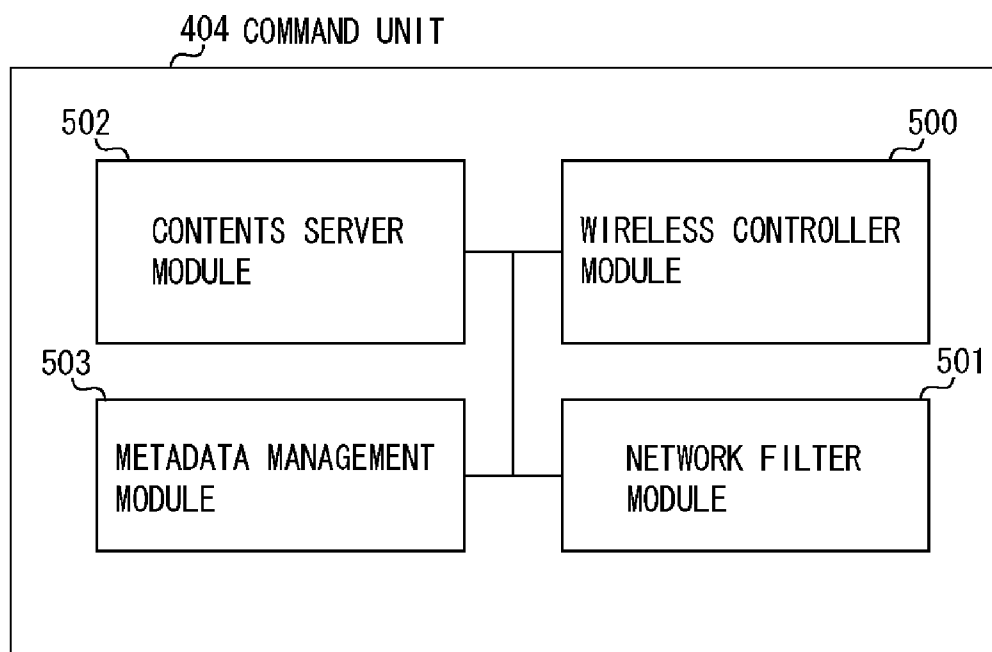 404 COMMAND UNIT
502
500
CONTENTS SERVER
MODULE
WIRELESS CONTROLLER
MODULE
503
501
METADATA MANAGEMENT
MODULE
NETWORK FILTER
MODULE